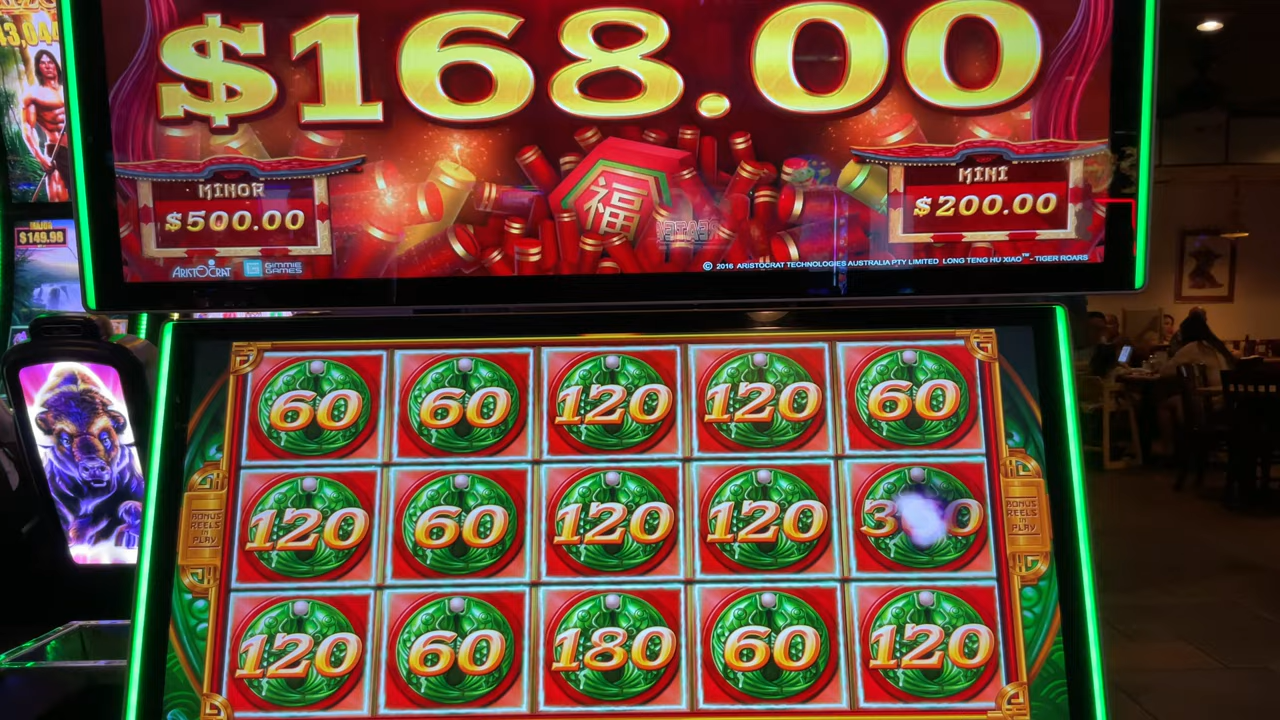 $168.00
MINOR
$500.00
福
MINI
$200.00
MAJOR
$149.95
ARISTOCRAT
GIMMIE GAMES
© 2016 ARISTOCRAT TECHNOLOGIES AUSTRALIA PTY LIMITED LONG TENG HU XIAO™ - TIGER ROARS
60 60 120 120 60
120 60 120 120
BONUS
REELS
IN
PLAY
BONUS
REELS
IN
PLAY
120 60 180 60 120